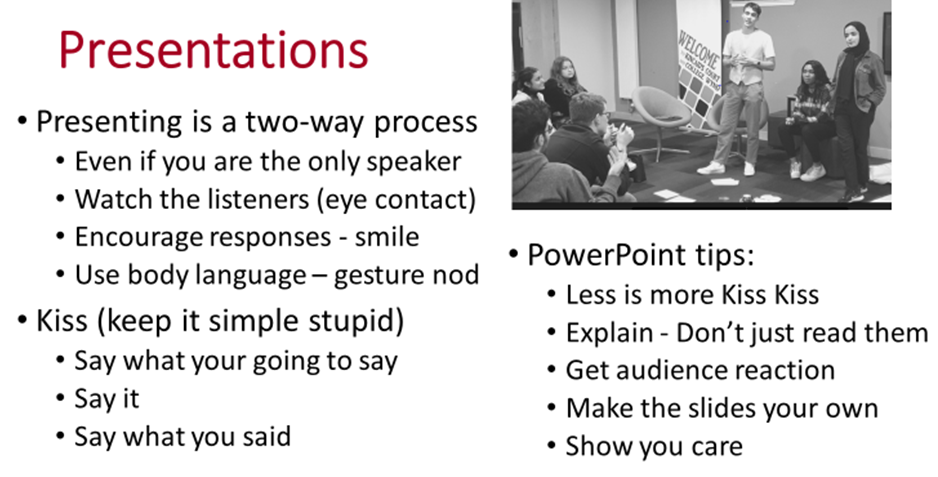 Presentations
• Presenting is a two-way process
• Even if you are the only speaker
• Watch the listeners (eye contact)
• Encourage responses - smile
• Use body language – gesture nod
• Kiss (keep it simple stupid)
• Say what your going to say
• Say it
• Say what you said
WELCOME
COLLEGE
• PowerPoint tips:
• Less is more Kiss Kiss
• Explain - Don’t just read them
• Get audience reaction
• Make the slides your own
• Show you care